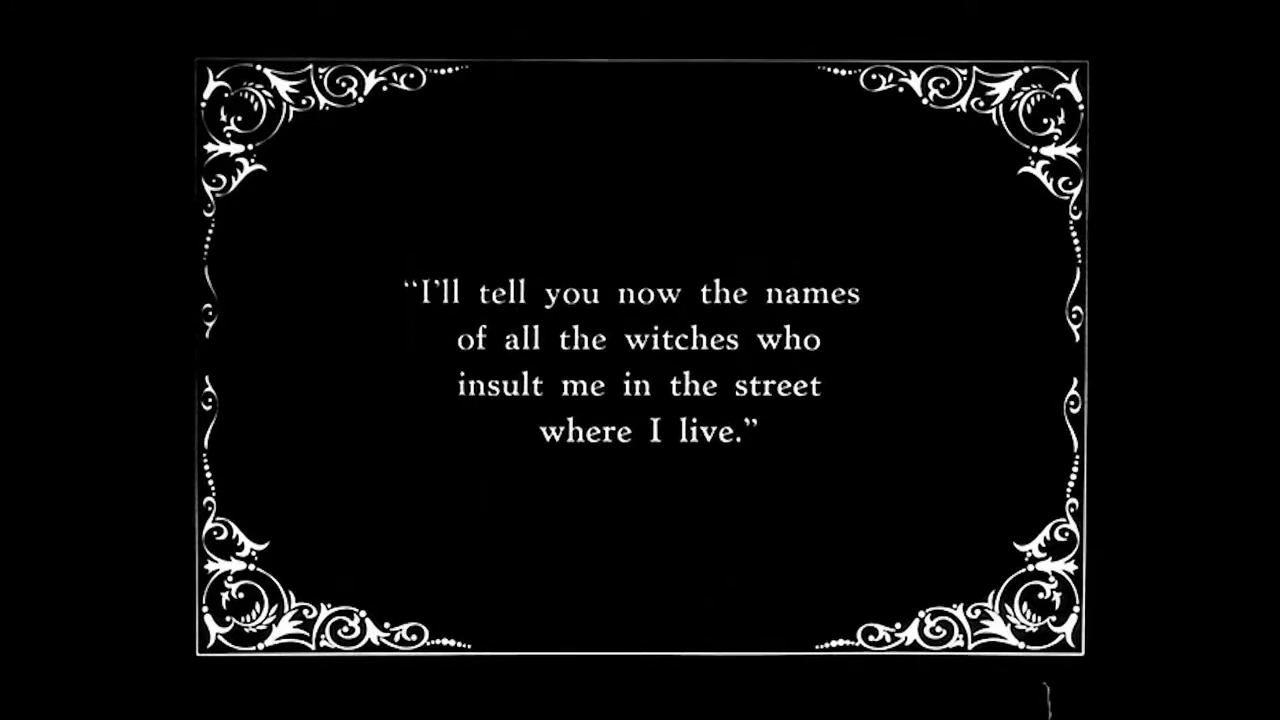 “I’ll tell you now the names
of all the witches who
insult me in the street
where I live.”